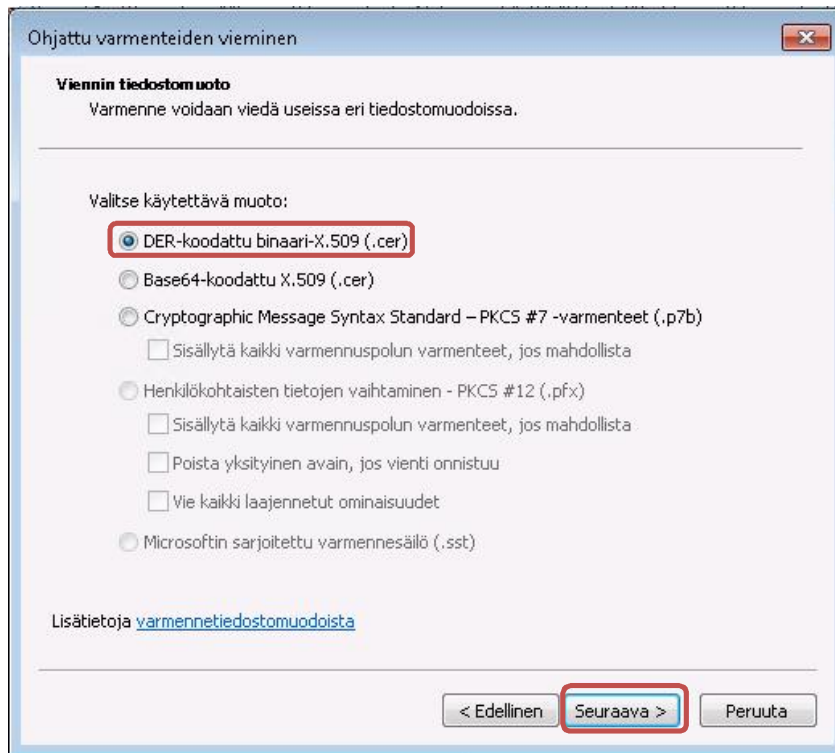 Ohjattu varmenteiden vieminen
Viennin tiedostomuoto
Varmenne voidaan viedä useissa eri tiedostomuodoissa.
Valitse käytettävä muoto:
DER-koodattu binaari-X.509 (.cer)
Base64-koodattu X.509 (.cer)
Cryptographic Message Syntax Standard – PKCS #7 -varmenteet (.p7b)
Sisällytä kaikki varmennuspolun varmenteet, jos mahdollista
Henkilökohtaisten tietojen vaihtaminen - PKCS #12 (.pfx)
Sisällytä kaikki varmennuspolun varmenteet, jos mahdollista
Poista yksityinen avain, jos vienti onnistuu
Vie kaikki laajennetut ominaisuudet
Microsoftin sarjoitettu varmennesäilö (.sst)
Lisätietoja varmennetiedostomuodoista
< Edellinen Seuraava > Peruuta